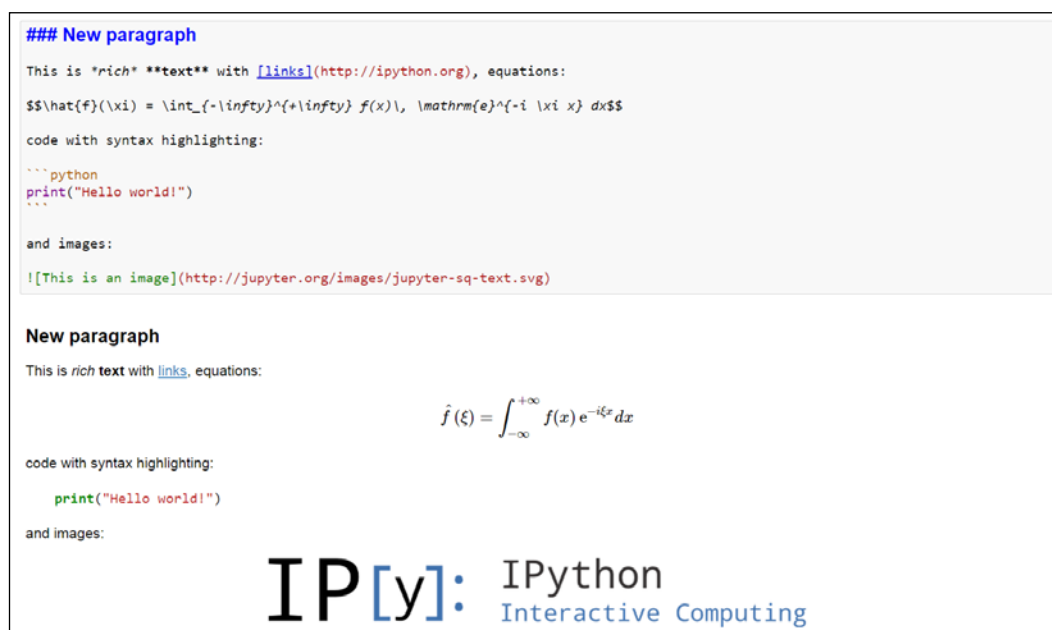 ### New paragraph
This is *rich* **text** with [links](http://ipython.org), equations:
$$\hat{f}(\xi) = \int_{-\infty}^{+\infty} f(x)\, \mathrm{e}^{-i \xi x} dx$$
code with syntax highlighting:
```python
print("Hello world!")
```
and images:
![This is an image](http://jupyter.org/images/jupyter-sq-text.svg)
New paragraph
This is rich text with links, equations:
f̂(ξ) = ∫_{-∞}^{+∞} f(x) e^{-iξx} dx
code with syntax highlighting:
print("Hello world!")
and images:
IP[y]: IPython
Interactive Computing